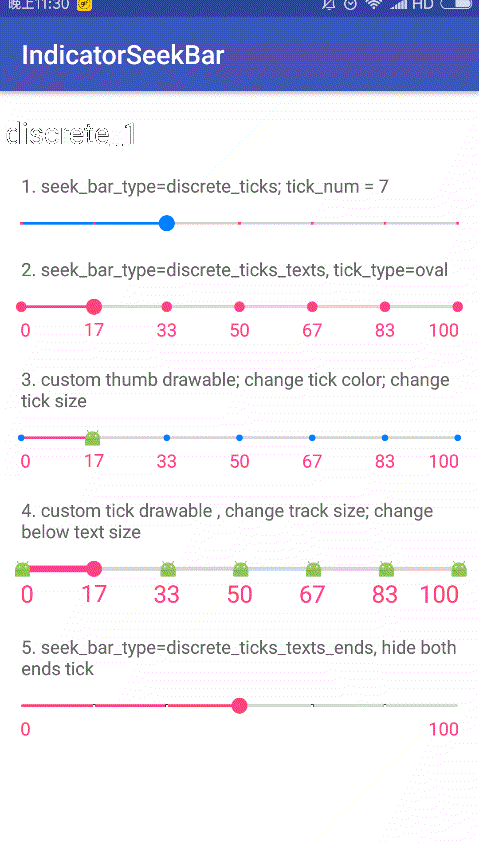 晚上11:30 HD
IndicatorSeekBar
discrete_1
1. seek_bar_type=discrete_ticks; tick_num = 7
2. seek_bar_type=discrete_ticks_texts, tick_type=oval
0 17 33 50 67 83 100
3. custom thumb drawable; change tick color; change
tick size
0 17 33 50 67 83 100
4. custom tick drawable , change track size; change
below text size
0 17 33 50 67 83 100
5. seek_bar_type=discrete_ticks_texts_ends, hide both
ends tick
0 100